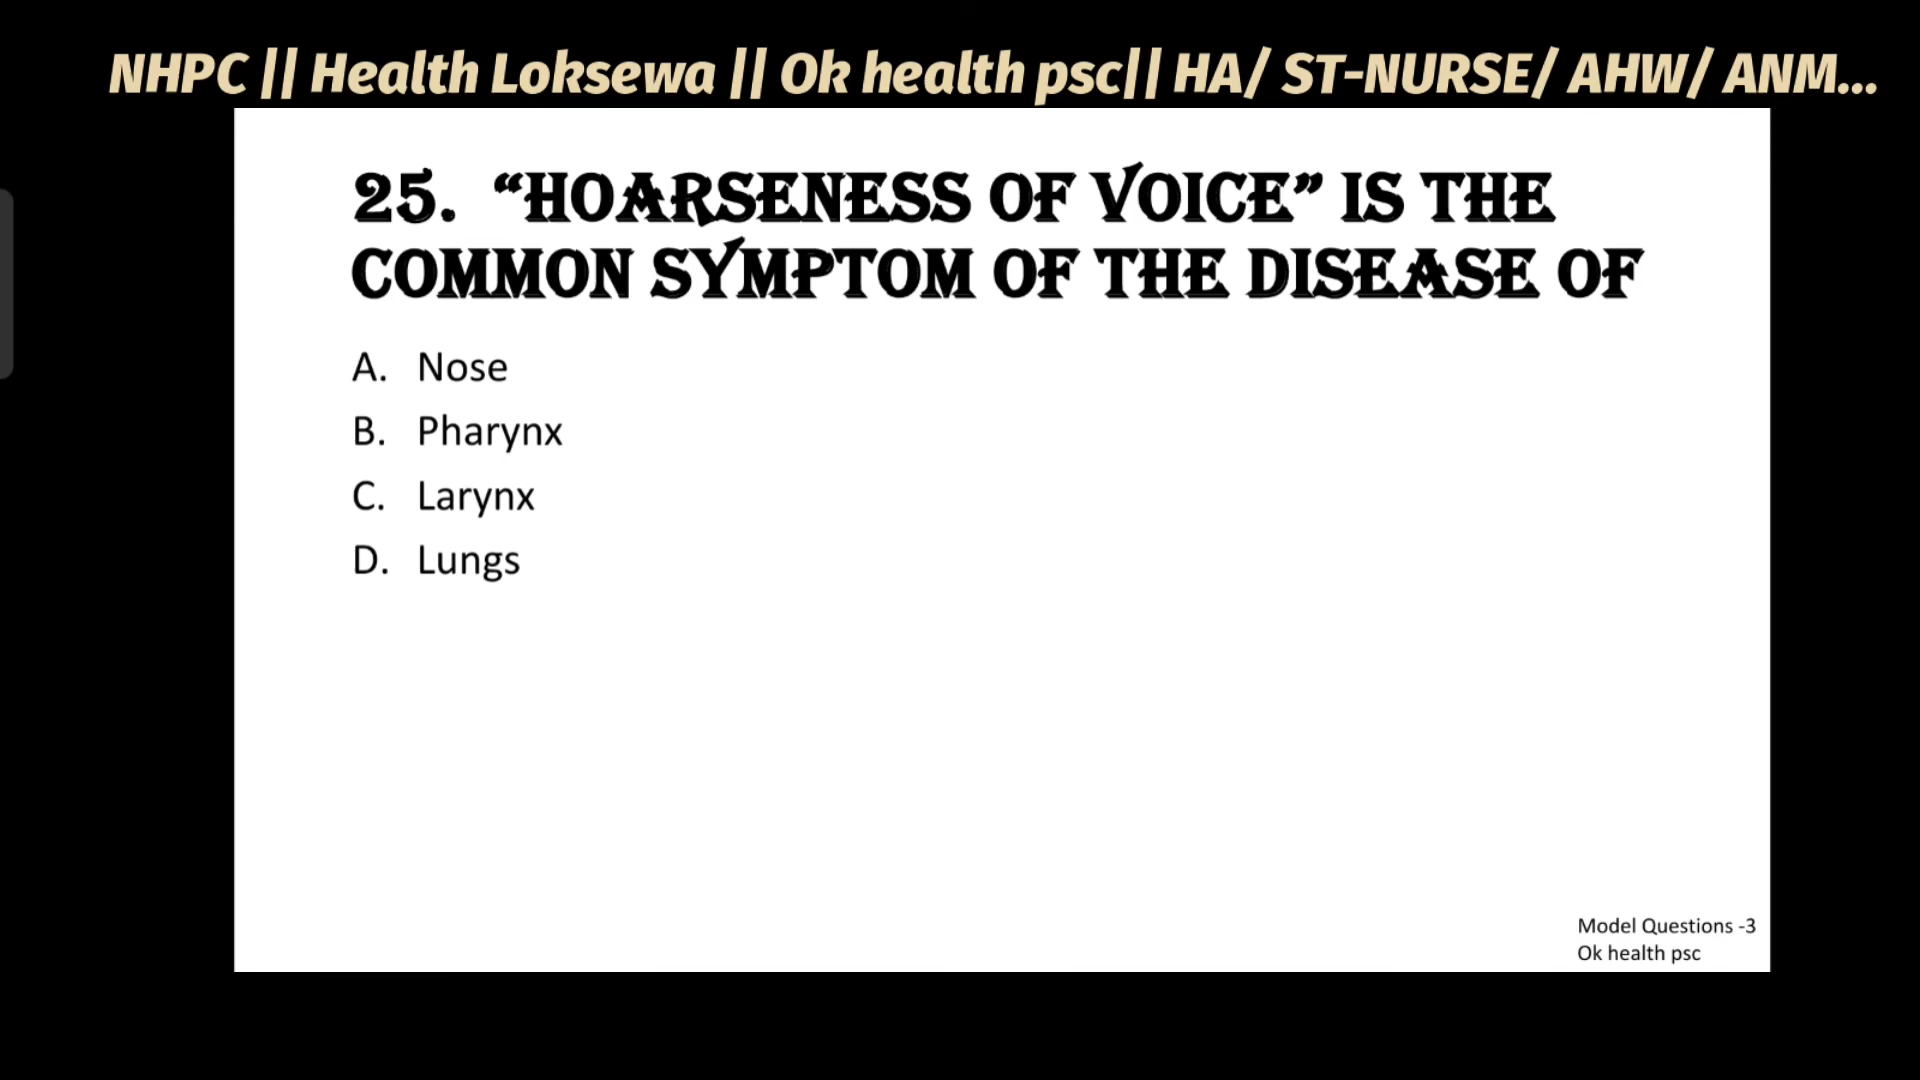 NHPC || Health Loksewa || Ok health psc|| HA/ ST-NURSE/ AHW/ ANM...
25. “HOARSENESS OF VOICE” IS THE
COMMON SYMPTOM OF THE DISEASE OF
A. Nose
B. Pharynx
C. Larynx
D. Lungs
Model Questions -3
Ok health psc